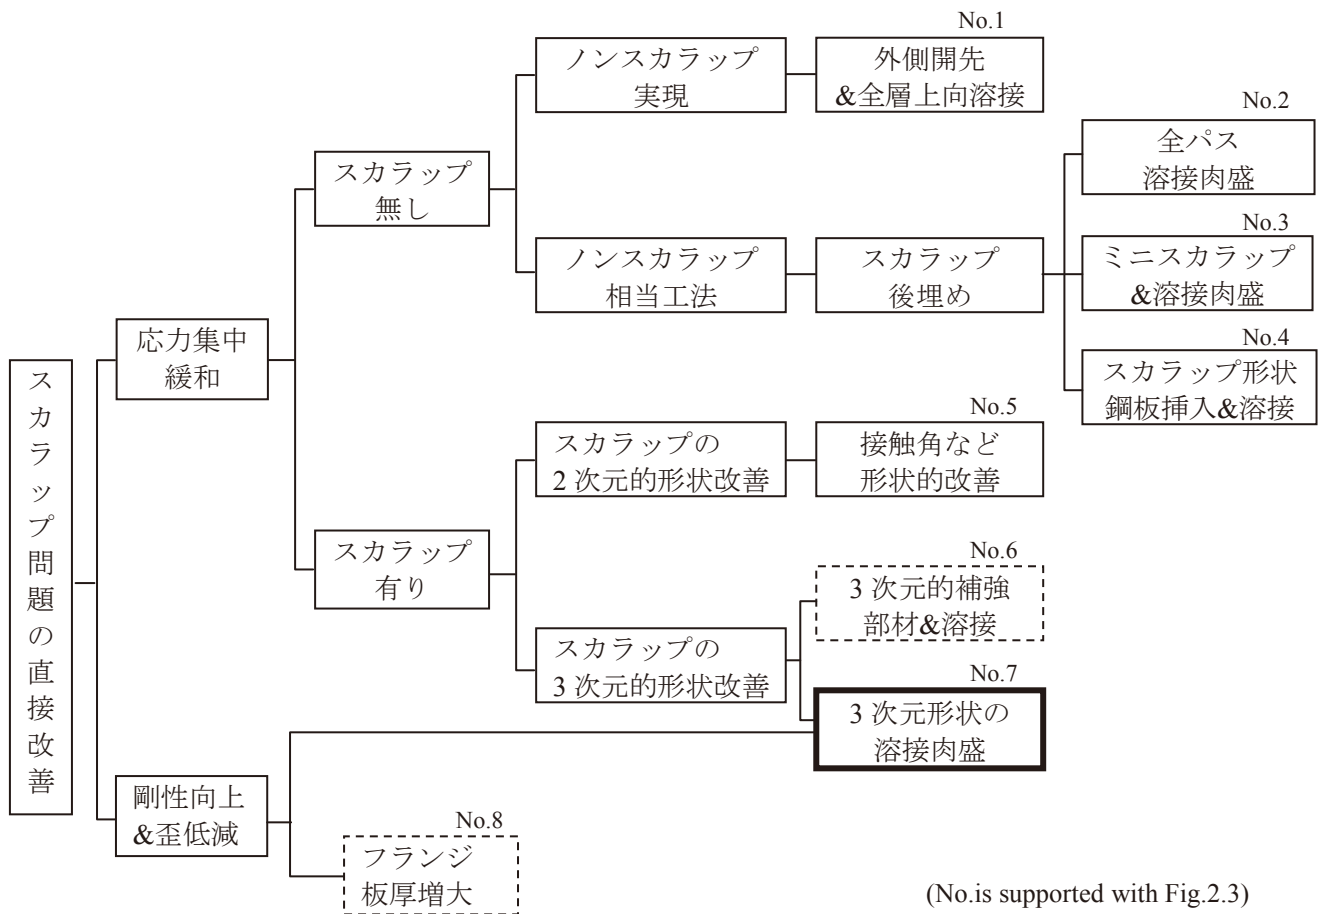 No.1
ノンスカラップ
実現
外側開先
&全層上向溶接
No.2
全パス
溶接肉盛
スカラップ
無し
No.3
ノンスカラップ
相当工法
スカラップ
後埋め
ミニスカラップ
&溶接肉盛
No.4
スカラップ形状
鋼板挿入&溶接
応力集中
緩和
スカラップ問題の直接改善
No.5
スカラップの
2 次元的形状改善
接触角など
形状的改善
スカラップ
有り
No.6
3 次元的補強
部材&溶接
スカラップの
3 次元的形状改善
No.7
3 次元形状の
溶接肉盛
剛性向上
&歪低減
No.8
フランジ
板厚増大
(No.is supported with Fig.2.3)